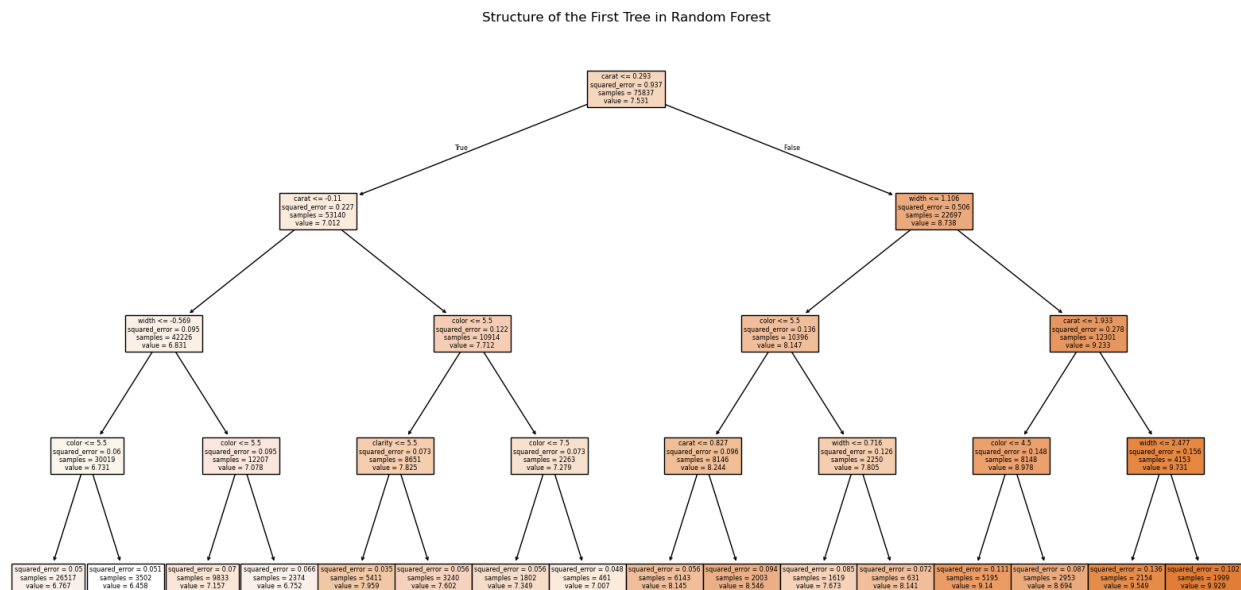 Structure of the First Tree in Random Forest
carat <= 0.293
squared_error = 0.937
samples = 75837
value = 7.531
True
False
carat <= -0.11
squared_error = 0.227
samples = 53140
value = 7.012
width <= 1.106
squared_error = 0.506
samples = 22697
value = 8.738
width <= -0.569
squared_error = 0.095
samples = 42226
value = 6.831
color <= 5.5
squared_error = 0.122
samples = 10914
value = 7.712
color <= 5.5
squared_error = 0.136
samples = 10396
value = 8.147
carat <= 1.933
squared_error = 0.278
samples = 12301
value = 9.233
color <= 5.5
squared_error = 0.06
samples = 30019
value = 6.731
color <= 5.5
squared_error = 0.095
samples = 12207
value = 7.078
clarity <= 5.5
squared_error = 0.073
samples = 8651
value = 7.825
color <= 7.5
squared_error = 0.073
samples = 2263
value = 7.279
carat <= 0.827
squared_error = 0.096
samples = 8146
value = 8.244
width <= 0.716
squared_error = 0.126
samples = 2250
value = 7.805
color <= 4.5
squared_error = 0.148
samples = 8148
value = 8.978
width <= 2.477
squared_error = 0.156
samples = 4153
value = 9.731
squared_error = 0.05
samples = 26517
value = 6.767
squared_error = 0.051
samples = 3502
value = 6.458
squared_error = 0.07
samples = 9833
value = 7.157
squared_error = 0.066
samples = 2374
value = 6.752
squared_error = 0.035
samples = 5411
value = 7.959
squared_error = 0.056
samples = 3240
value = 7.602
squared_error = 0.056
samples = 1802
value = 7.349
squared_error = 0.048
samples = 461
value = 7.007
squared_error = 0.056
samples = 6143
value = 8.145
squared_error = 0.094
samples = 2003
value = 8.546
squared_error = 0.085
samples = 1619
value = 7.673
squared_error = 0.072
samples = 631
value = 8.141
squared_error = 0.111
samples = 5195
value = 9.14
squared_error = 0.087
samples = 2953
value = 8.694
squared_error = 0.136
samples = 2154
value = 9.549
squared_error = 0.102
samples = 1999
value = 9.929